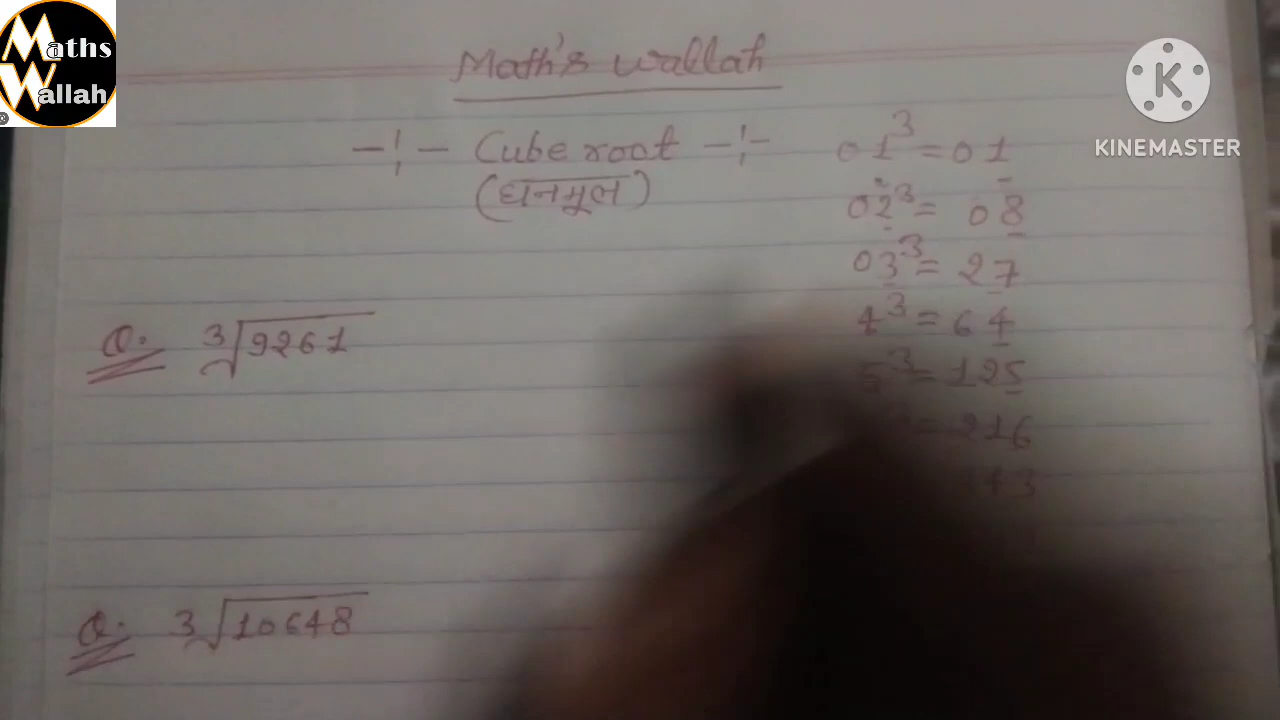 Maths
Wallah
©
Math's wallah
KINEMASTER
-:- Cube root -:-
(घनमूल)
01³ = 01
02³ = 08
03³ = 27
4³ = 64
5³ = 125
= 216
43
Q. ³√9261
Q. ³√10648